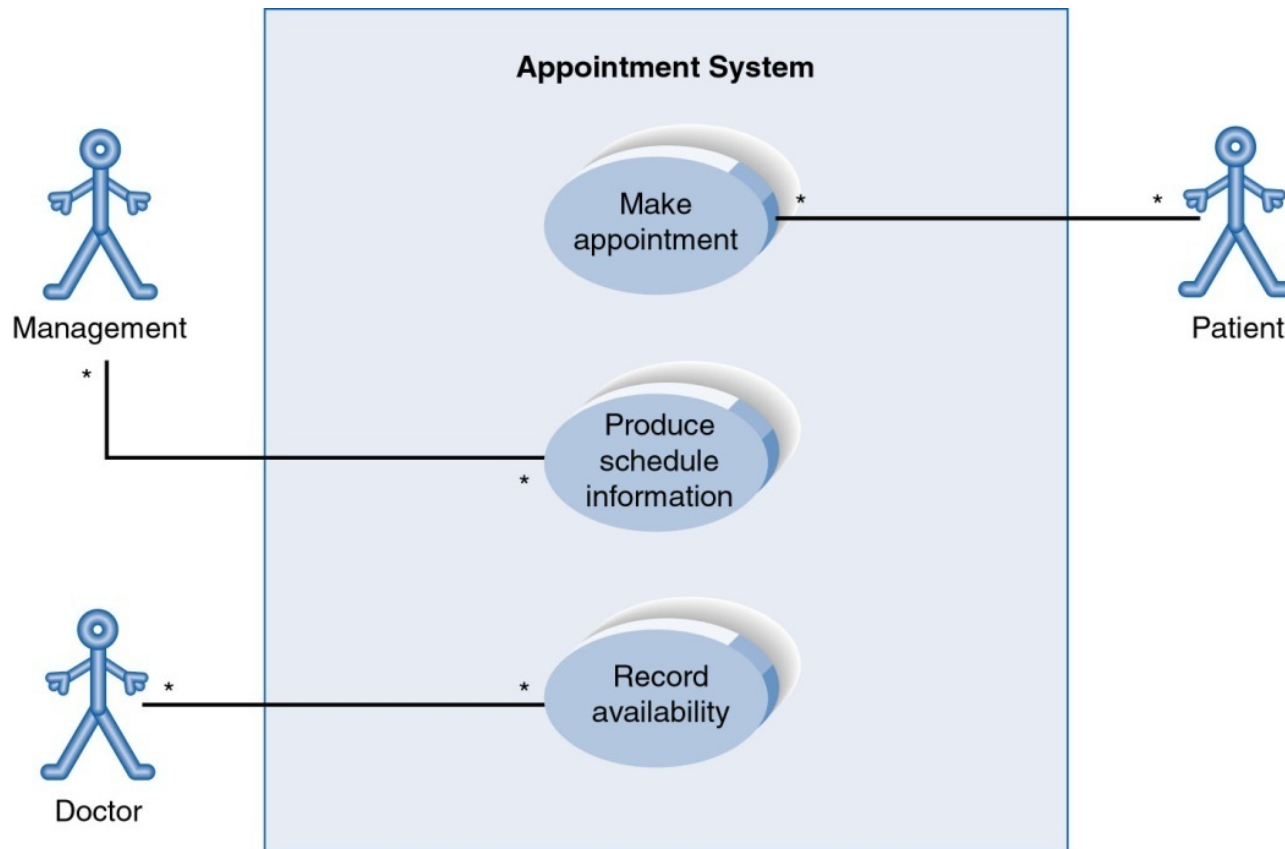 Appointment System
Make
appointment
*
*
Management
Patient
*
Produce
schedule
information
*
Record
availability
*
*
Doctor